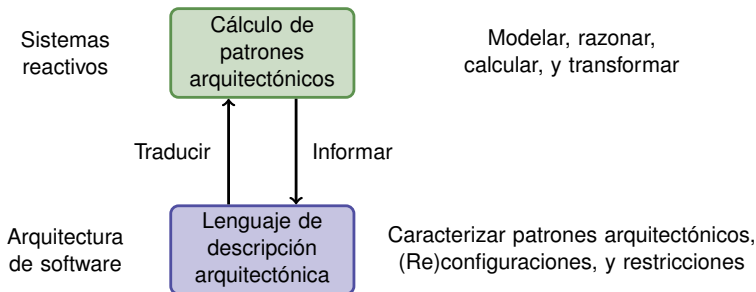 Sistemas
reactivos
Cálculo de
patrones
arquitectónicos
Modelar, razonar,
calcular, y transformar
Traducir
Informar
Arquitectura
de software
Lenguaje de
descripción
arquitectónica
Caracterizar patrones arquitectónicos,
(Re)configuraciones, y restricciones